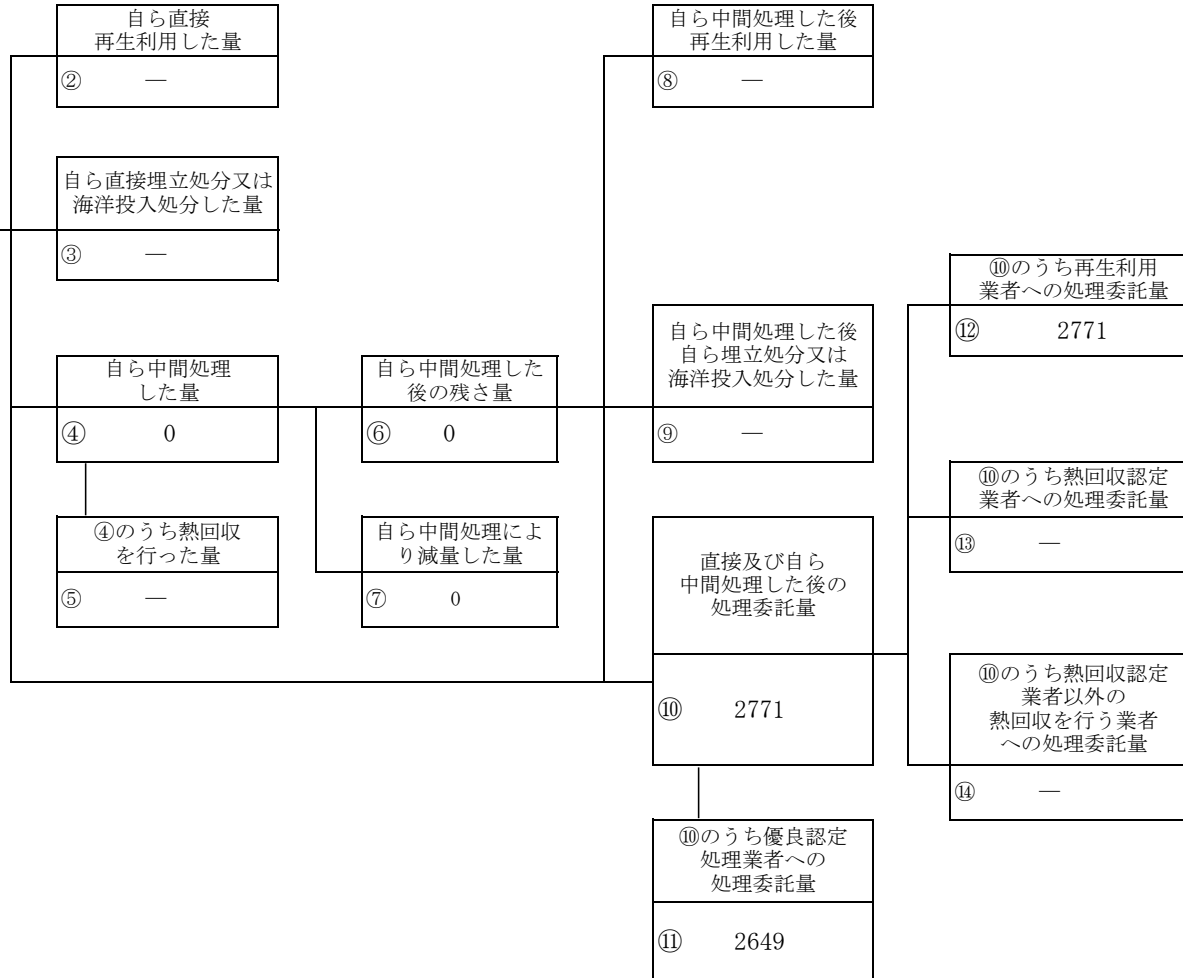 自ら直接
再生利用した量
② ―
自ら直接埋立処分又は
海洋投入処分した量
③ ―
自ら中間処理
した量
④ 0
④のうち熱回収
を行った量
⑤ ―
自ら中間処理した
後の残さ量
⑥ 0
自ら中間処理によ
り減量した量
⑦ 0
自ら中間処理した後
再生利用した量
⑧ ―
自ら中間処理した後
自ら埋立処分又は
海洋投入処分した量
⑨ ―
直接及び自ら
中間処理した後の
処理委託量
⑩ 2771
⑩のうち優良認定
処理業者への
処理委託量
⑪ 2649
⑩のうち再生利用
業者への処理委託量
⑫ 2771
⑩のうち熱回収認定
業者への処理委託量
⑬ ―
⑩のうち熱回収認定
業者以外の
熱回収を行う業者
への処理委託量
⑭ ―